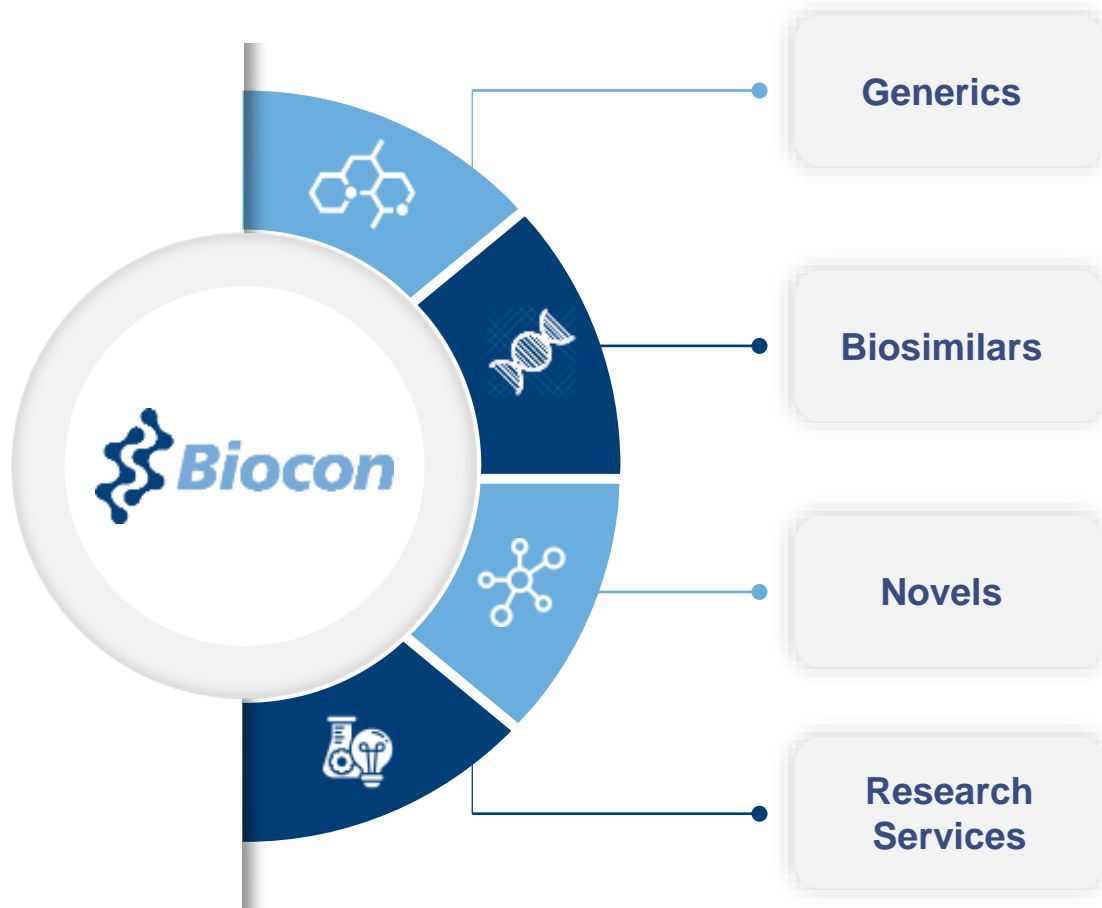 Generics
Biosimilars
Biocon
Novels
Research
Services